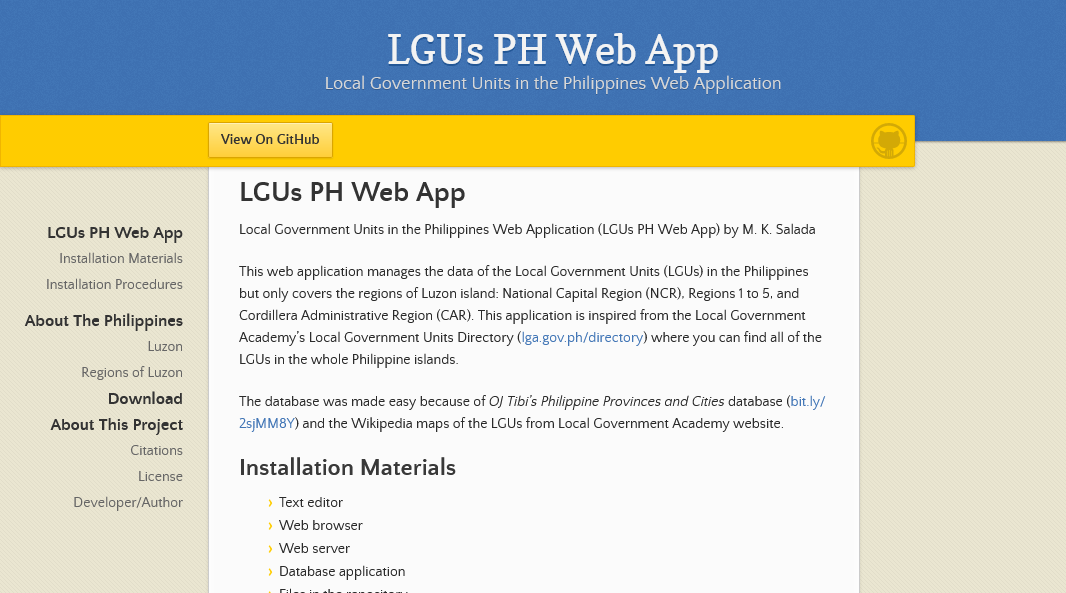 LGUs PH Web App
Local Government Units in the Philippines Web Application
View On GitHub
LGUs PH Web App
Installation Materials
Installation Procedures
About The Philippines
Luzon
Regions of Luzon
Download
About This Project
Citations
License
Developer/Author
LGUs PH Web App
Local Government Units in the Philippines Web Application (LGUs PH Web App) by M. K. Salada
This web application manages the data of the Local Government Units (LGUs) in the Philippines
but only covers the regions of Luzon island: National Capital Region (NCR), Regions 1 to 5, and
Cordillera Administrative Region (CAR). This application is inspired from the Local Government
Academy's Local Government Units Directory (lga.gov.ph/directory) where you can find all of the
LGUs in the whole Philippine islands.
The database was made easy because of OJ Tibi's Philippine Provinces and Cities database (bit.ly/
2sjMM8Y) and the Wikipedia maps of the LGUs from Local Government Academy website.
Installation Materials
› Text editor
› Web browser
› Web server
› Database application
› Files in the repository